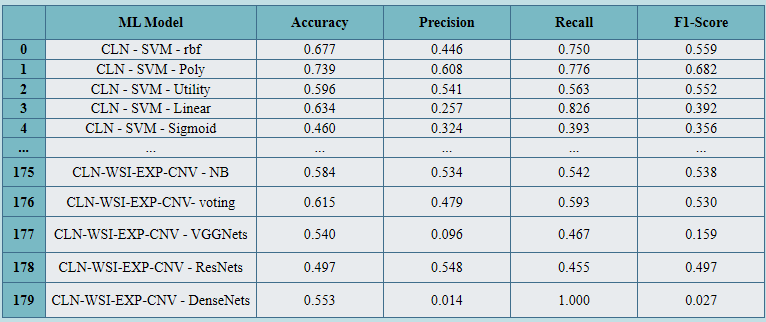 ML Model Accuracy Precision Recall F1-Score
0 CLN - SVM - rbf 0.677 0.446 0.750 0.559
1 CLN - SVM - Poly 0.739 0.608 0.776 0.682
2 CLN - SVM - Utility 0.596 0.541 0.563 0.552
3 CLN - SVM - Linear 0.634 0.257 0.826 0.392
4 CLN - SVM - Sigmoid 0.460 0.324 0.393 0.356
... ... ... ... ... ...
175 CLN-WSI-EXP-CNV - NB 0.584 0.534 0.542 0.538
176 CLN-WSI-EXP-CNV- voting 0.615 0.479 0.593 0.530
177 CLN-WSI-EXP-CNV - VGGNets 0.540 0.096 0.467 0.159
178 CLN-WSI-EXP-CNV - ResNets 0.497 0.548 0.455 0.497
179 CLN-WSI-EXP-CNV - DenseNets 0.553 0.014 1.000 0.027